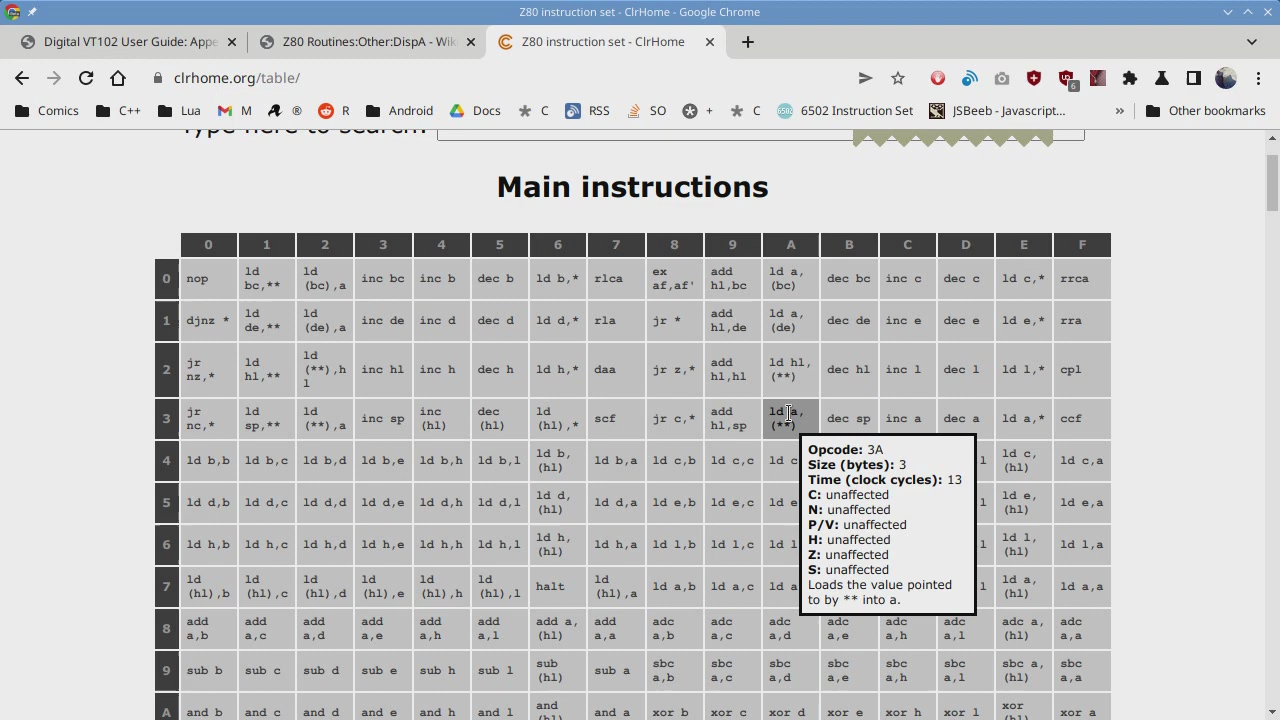 Z80 instruction set - ClrHome - Google Chrome
Digital VT102 User Guide: Appe
Z80 Routines:Other:DispA - Wik
Z80 instruction set - ClrHome
clrhome.org/table/
6
Comics C++ Lua M ® R Android Docs C RSS SO + C 6502 Instruction Set JSBeeb - Javascript... » Other bookmarks
Type here to search:
Main instructions
0 1 2 3 4 5 6 7 8 9 A B C D E F
0 nop ld bc,** ld (bc),a inc bc inc b dec b ld b,* rlca ex af,af' add hl,bc ld a,(bc) dec bc inc c dec c ld c,* rrca
1 djnz * ld de,** ld (de),a inc de inc d dec d ld d,* rla jr * add hl,de ld a,(de) dec de inc e dec e ld e,* rra
2 jr nz,* ld hl,** ld (**),hl inc hl inc h dec h ld h,* daa jr z,* add hl,hl ld hl,(**) dec hl inc l dec l ld l,* cpl
3 jr nc,* ld sp,** ld (**),a inc sp inc (hl) dec (hl) ld (hl),* scf jr c,* add hl,sp ld a,(**) dec sp inc a dec a ld a,* ccf
4 ld b,b ld b,c ld b,d ld b,e ld b,h ld b,l ld b,(hl) ld b,a ld c,b ld c,c ld c l ld c,(hl) ld c,a
5 ld d,b ld d,c ld d,d ld d,e ld d,h ld d,l ld d,(hl) ld d,a ld e,b ld e,c ld e l ld e,(hl) ld e,a
6 ld h,b ld h,c ld h,d ld h,e ld h,h ld h,l ld h,(hl) ld h,a ld l,b ld l,c ld l l ld l,(hl) ld l,a
7 ld (hl),b ld (hl),c ld (hl),d ld (hl),e ld (hl),h ld (hl),l halt ld (hl),a ld a,b ld a,c ld a l ld a,(hl) ld a,a
8 add a,b add a,c add a,d add a,e add a,h add a,l add a,(hl) add a,a adc a,b adc a,c adc a,d adc a,e adc a,h adc a,l adc a,(hl) adc a,a
9 sub b sub c sub d sub e sub h sub l sub (hl) sub a sbc a,b sbc a,c sbc a,d sbc a,e sbc a,h sbc a,l sbc a,(hl) sbc a,a
A and b and c and d and e and h and l and (hl) and a xor b xor c xor d xor e xor h xor l xor (hl) xor a
Opcode: 3A
Size (bytes): 3
Time (clock cycles): 13
C: unaffected
N: unaffected
P/V: unaffected
H: unaffected
Z: unaffected
S: unaffected
Loads the value pointed
to by ** into a.